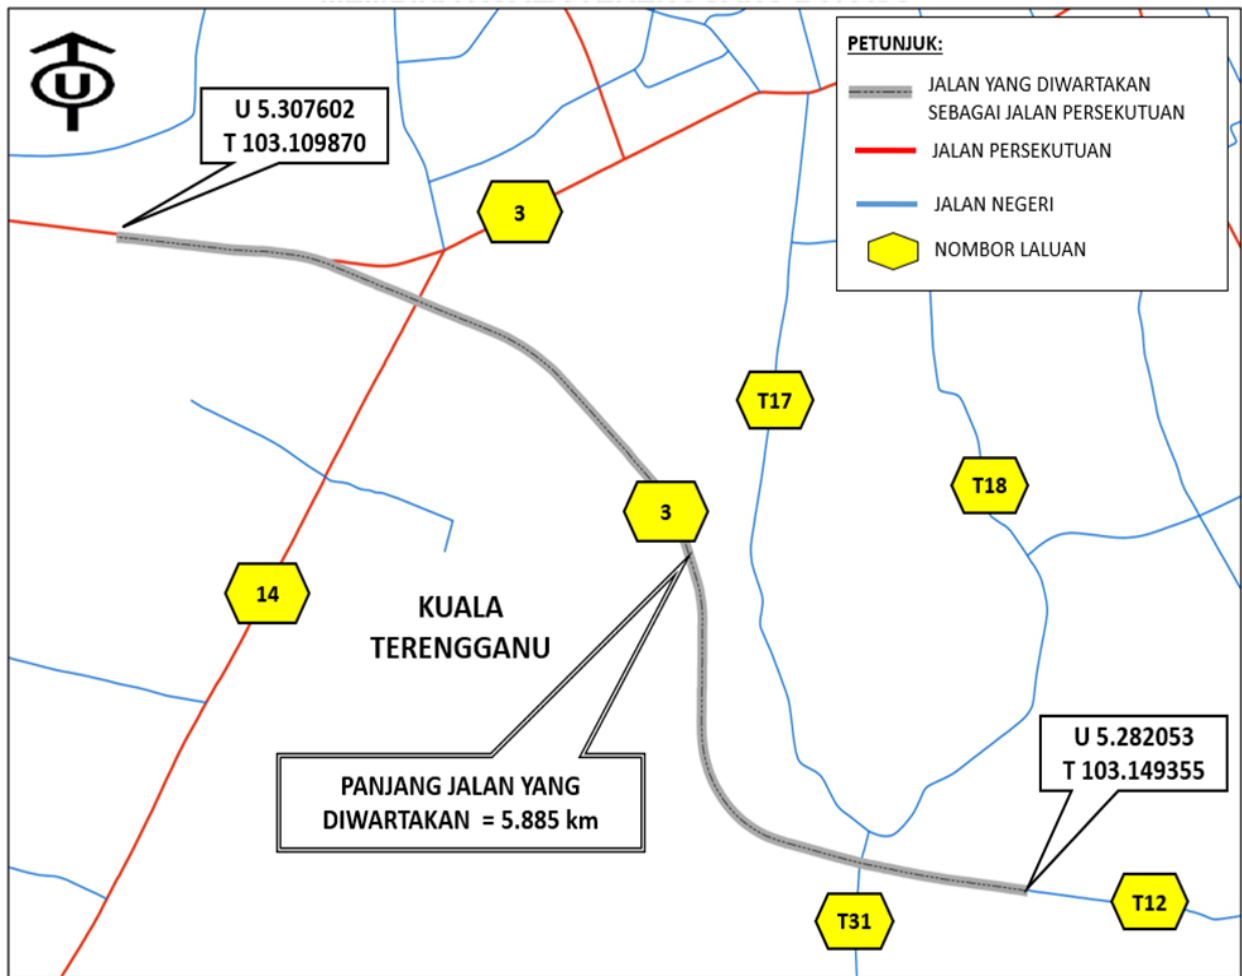 U
U 5.307602
T 103.109870
PETUNJUK:
JALAN YANG DIWARTAKAN
SEBAGAI JALAN PERSEKUTUAN
JALAN PERSEKUTUAN
JALAN NEGERI
NOMBOR LALUAN
3
T17
T18
3
14
KUALA
TERENGGANU
PANJANG JALAN YANG
DIWARTAKAN = 5.885 km
U 5.282053
T 103.149355
T31
T12